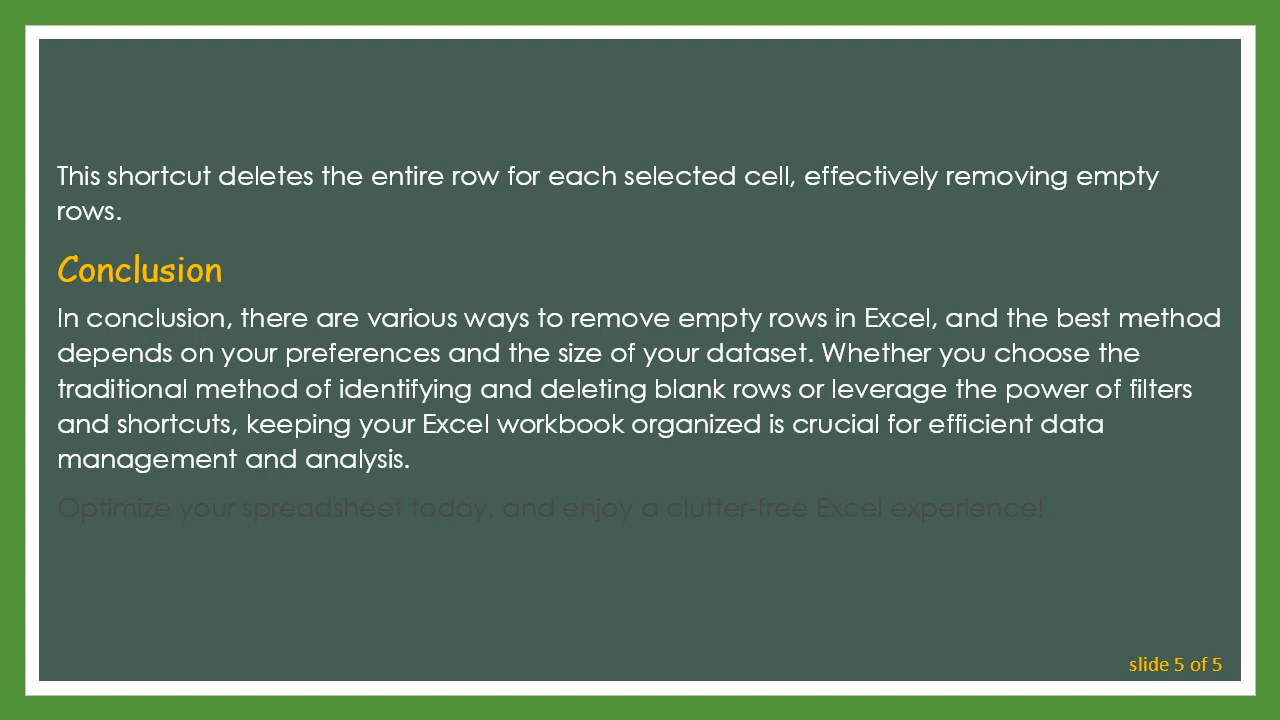 This shortcut deletes the entire row for each selected cell, effectively removing empty
rows.
Conclusion
In conclusion, there are various ways to remove empty rows in Excel, and the best method
depends on your preferences and the size of your dataset. Whether you choose the
traditional method of identifying and deleting blank rows or leverage the power of filters
and shortcuts, keeping your Excel workbook organized is crucial for efficient data
management and analysis.
Optimize your spreadsheet today, and enjoy a clutter-free Excel experience!
slide 5 of 5